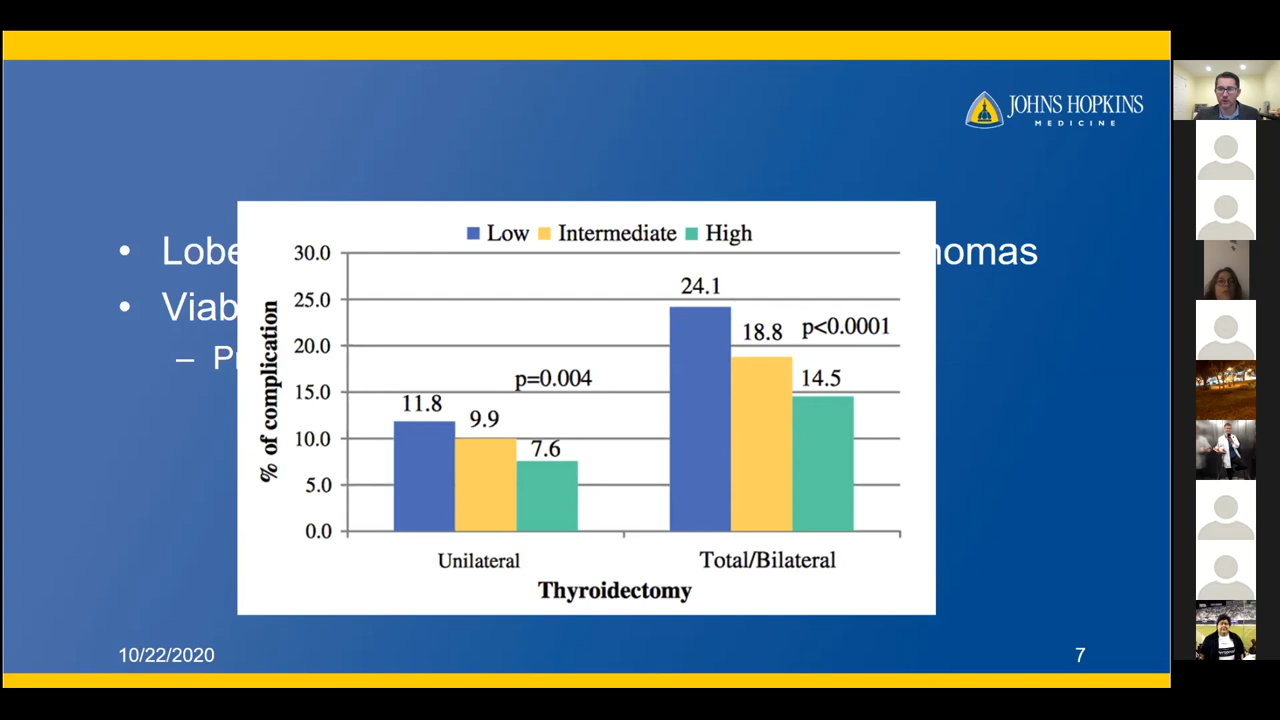 JOHNS HOPKINS
MEDICINE
• Lobe nomas
• Viab
– Pr
Low Intermediate High
30.0
25.0
20.0
15.0
10.0
5.0
0.0
% of complication
11.8
9.9
7.6
p=0.004
24.1
18.8
14.5
p<0.0001
Unilateral
Total/Bilateral
Thyroidectomy
10/22/2020
7